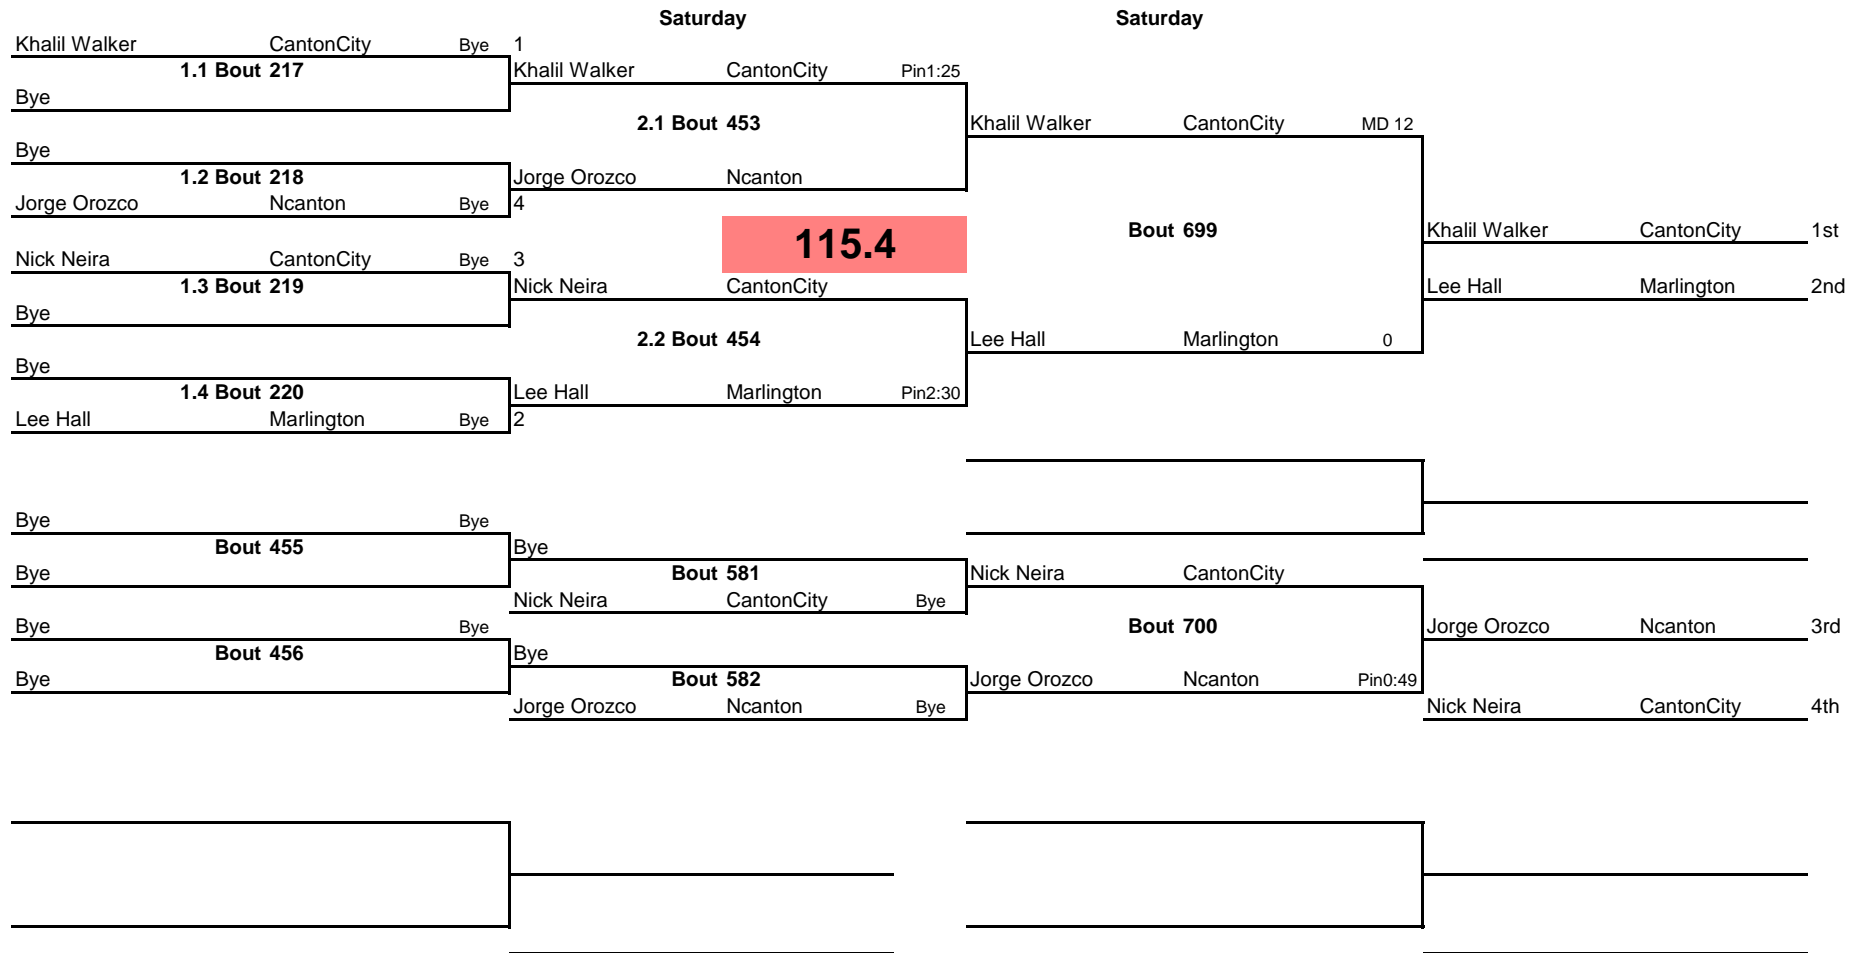 Saturday Saturday
Khalil Walker CantonCity Bye 1
1.1 Bout 217 Khalil Walker CantonCity Pin1:25
Bye
2.1 Bout 453 Khalil Walker CantonCity MD 12
Bye
1.2 Bout 218 Jorge Orozco Ncanton
Jorge Orozco Ncanton Bye 4
115.4 Bout 699 Khalil Walker CantonCity 1st
Nick Neira CantonCity Bye 3
1.3 Bout 219 Nick Neira CantonCity Lee Hall Marlington 2nd
Bye
2.2 Bout 454 Lee Hall Marlington 0
Bye
1.4 Bout 220 Lee Hall Marlington Pin2:30
Lee Hall Marlington Bye 2
Bye Bye
Bout 455 Bye
Bye Bout 581 Nick Neira CantonCity
Nick Neira CantonCity Bye
Bye Bye Bout 700 Jorge Orozco Ncanton 3rd
Bout 456 Bye
Bye Bout 582 Jorge Orozco Ncanton Pin0:49
Jorge Orozco Ncanton Bye Nick Neira CantonCity 4th